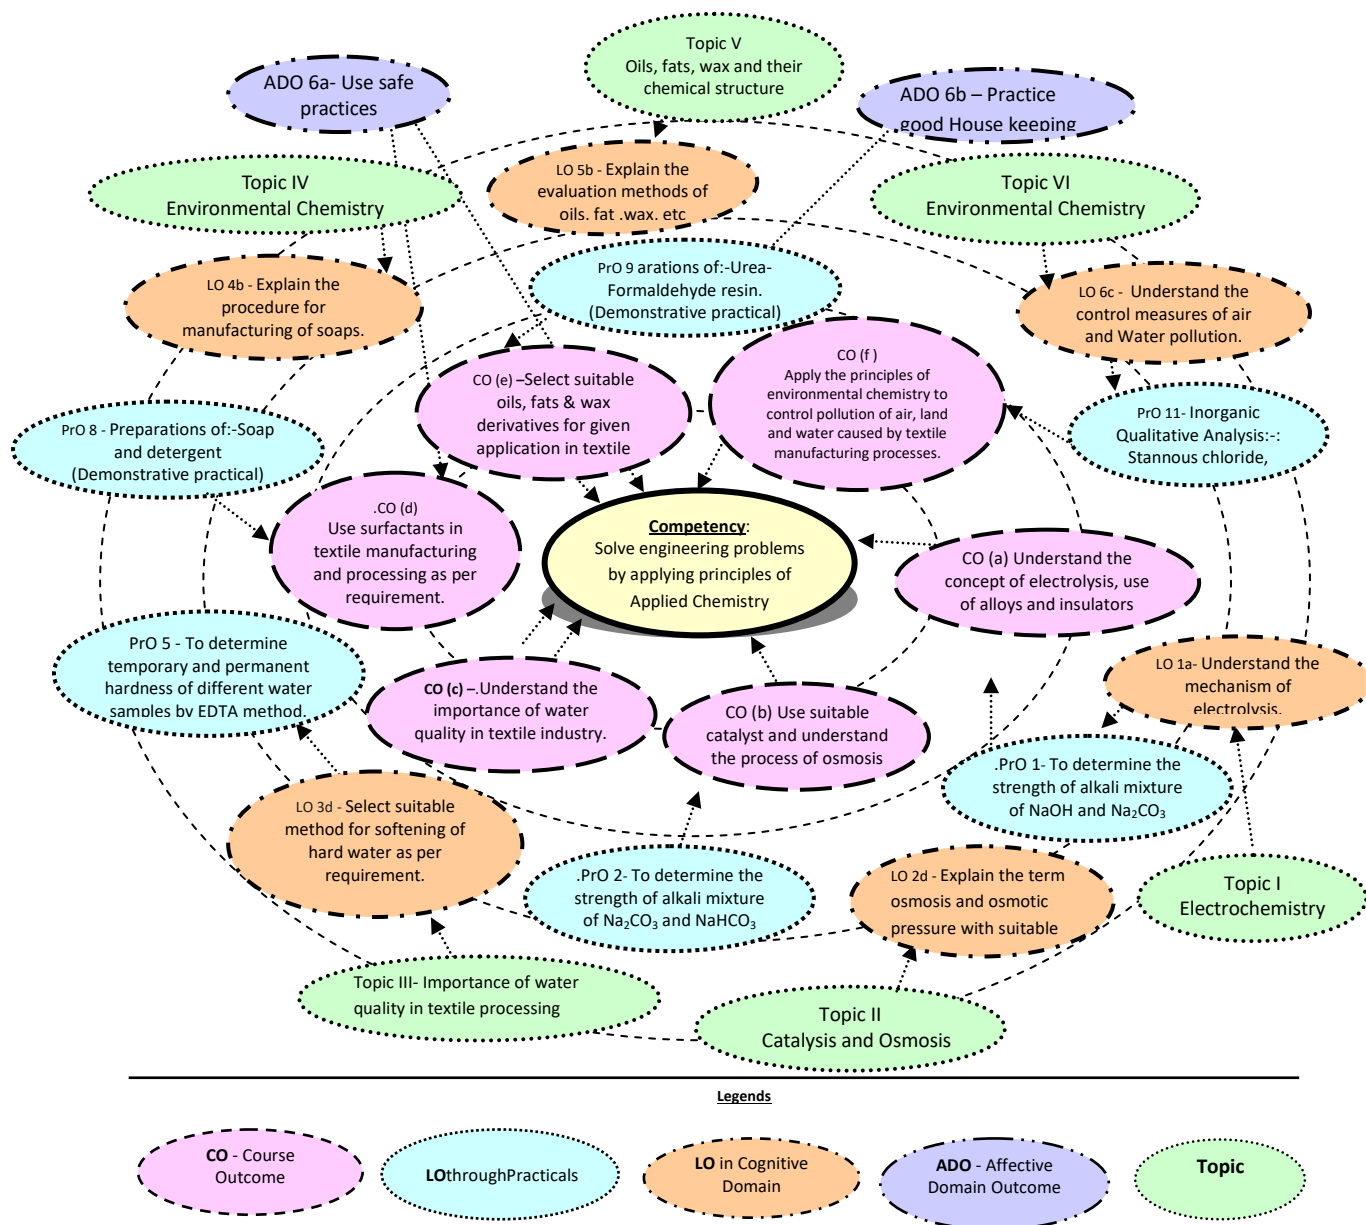 Topic V
Oils, fats, wax and their
chemical structure
ADO 6a- Use safe
practices
ADO 6b – Practice
good House keeping
Topic IV
Environmental Chemistry
LO 5b - Explain the
evaluation methods of
oils. fat .wax. etc
Topic VI
Environmental Chemistry
LO 4b - Explain the
procedure for
manufacturing of soaps.
PrO 9 arations of:-Urea-
Formaldehyde resin.
(Demonstrative practical)
LO 6c - Understand the
control measures of air
and Water pollution.
CO (e) –Select suitable
oils, fats & wax
derivatives for given
application in textile
CO (f )
Apply the principles of
environmental chemistry to
control pollution of air, land
and water caused by textile
manufacturing processes.
PrO 8 - Preparations of:-Soap
and detergent
(Demonstrative practical)
PrO 11- Inorganic
Qualitative Analysis:-:
Stannous chloride,
.CO (d)
Use surfactants in
textile manufacturing
and processing as per
requirement.
Competency:
Solve engineering problems
by applying principles of
Applied Chemistry
CO (a) Understand the
concept of electrolysis, use
of alloys and insulators
PrO 5 - To determine
temporary and permanent
hardness of different water
samples by EDTA method.
CO (c) –.Understand the
importance of water
quality in textile industry.
CO (b) Use suitable
catalyst and understand
the process of osmosis
LO 1a- Understand the
mechanism of
electrolysis.
.PrO 1- To determine the
strength of alkali mixture
of NaOH and Na₂CO₃
LO 3d - Select suitable
method for softening of
hard water as per
requirement.
.PrO 2- To determine the
strength of alkali mixture
of Na₂CO₃ and NaHCO₃
LO 2d - Explain the term
osmosis and osmotic
pressure with suitable
Topic I
Electrochemistry
Topic III- Importance of water
quality in textile processing
Topic II
Catalysis and Osmosis
Legends
CO - Course
Outcome
LOthroughPracticals
LO in Cognitive
Domain
ADO - Affective
Domain Outcome
Topic